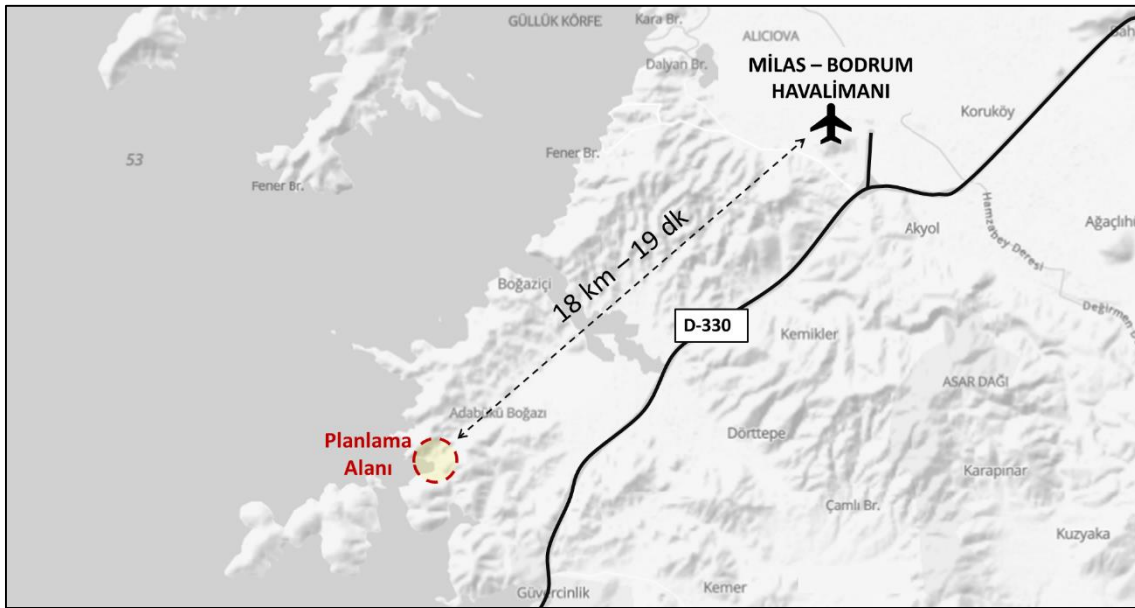 GÜLLÜK KÖRFE
Kara Br.
ALICIOVA
Dalyan Br.
MİLAS – BODRUM
HAVALİMANI
Koruköy
53
Fener Br.
Fener Br.
Hamzabey Deresi
Akyol
Ağaçlıhü
18 km – 19 dk
Boğaziçi
Değirmen D
D-330
Kemikler
ASAR DAĞI
Adabükü Boğazı
Dörttepe
Planlama
Alanı
Karapınar
Çamlı Br.
Kuzyaka
Güvercinlik
Kemer